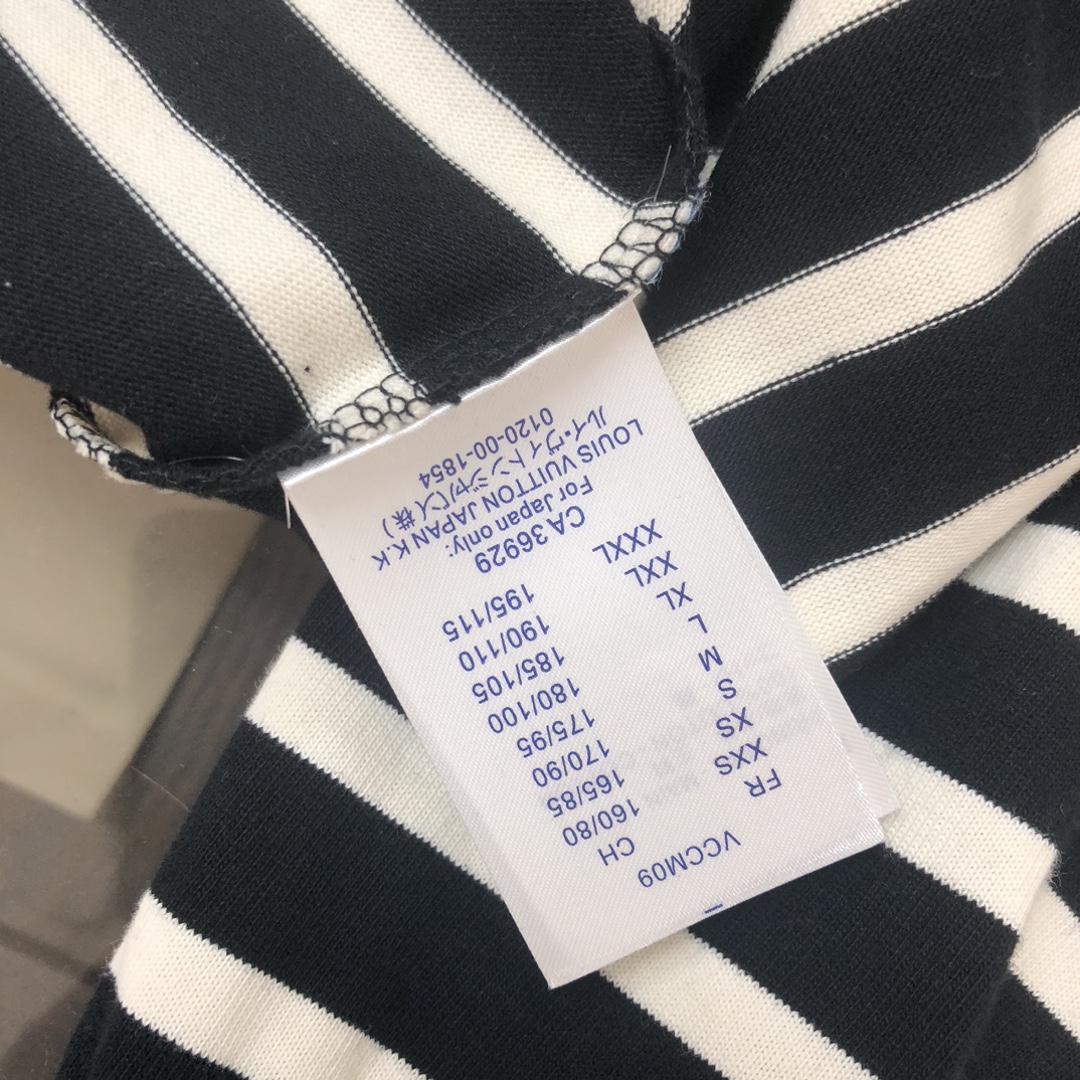 VCCM09
FR CH
XXS 160/80
XS 165/85
S 170/90
M 175/95
L 180/100
XL 185/105
XXL 190/110
XXXL 195/115
CA 36929
For Japan only:
LOUIS VUITTON JAPAN K.K
ルイ・ヴィトンジャパン(株)
0120-00-1854